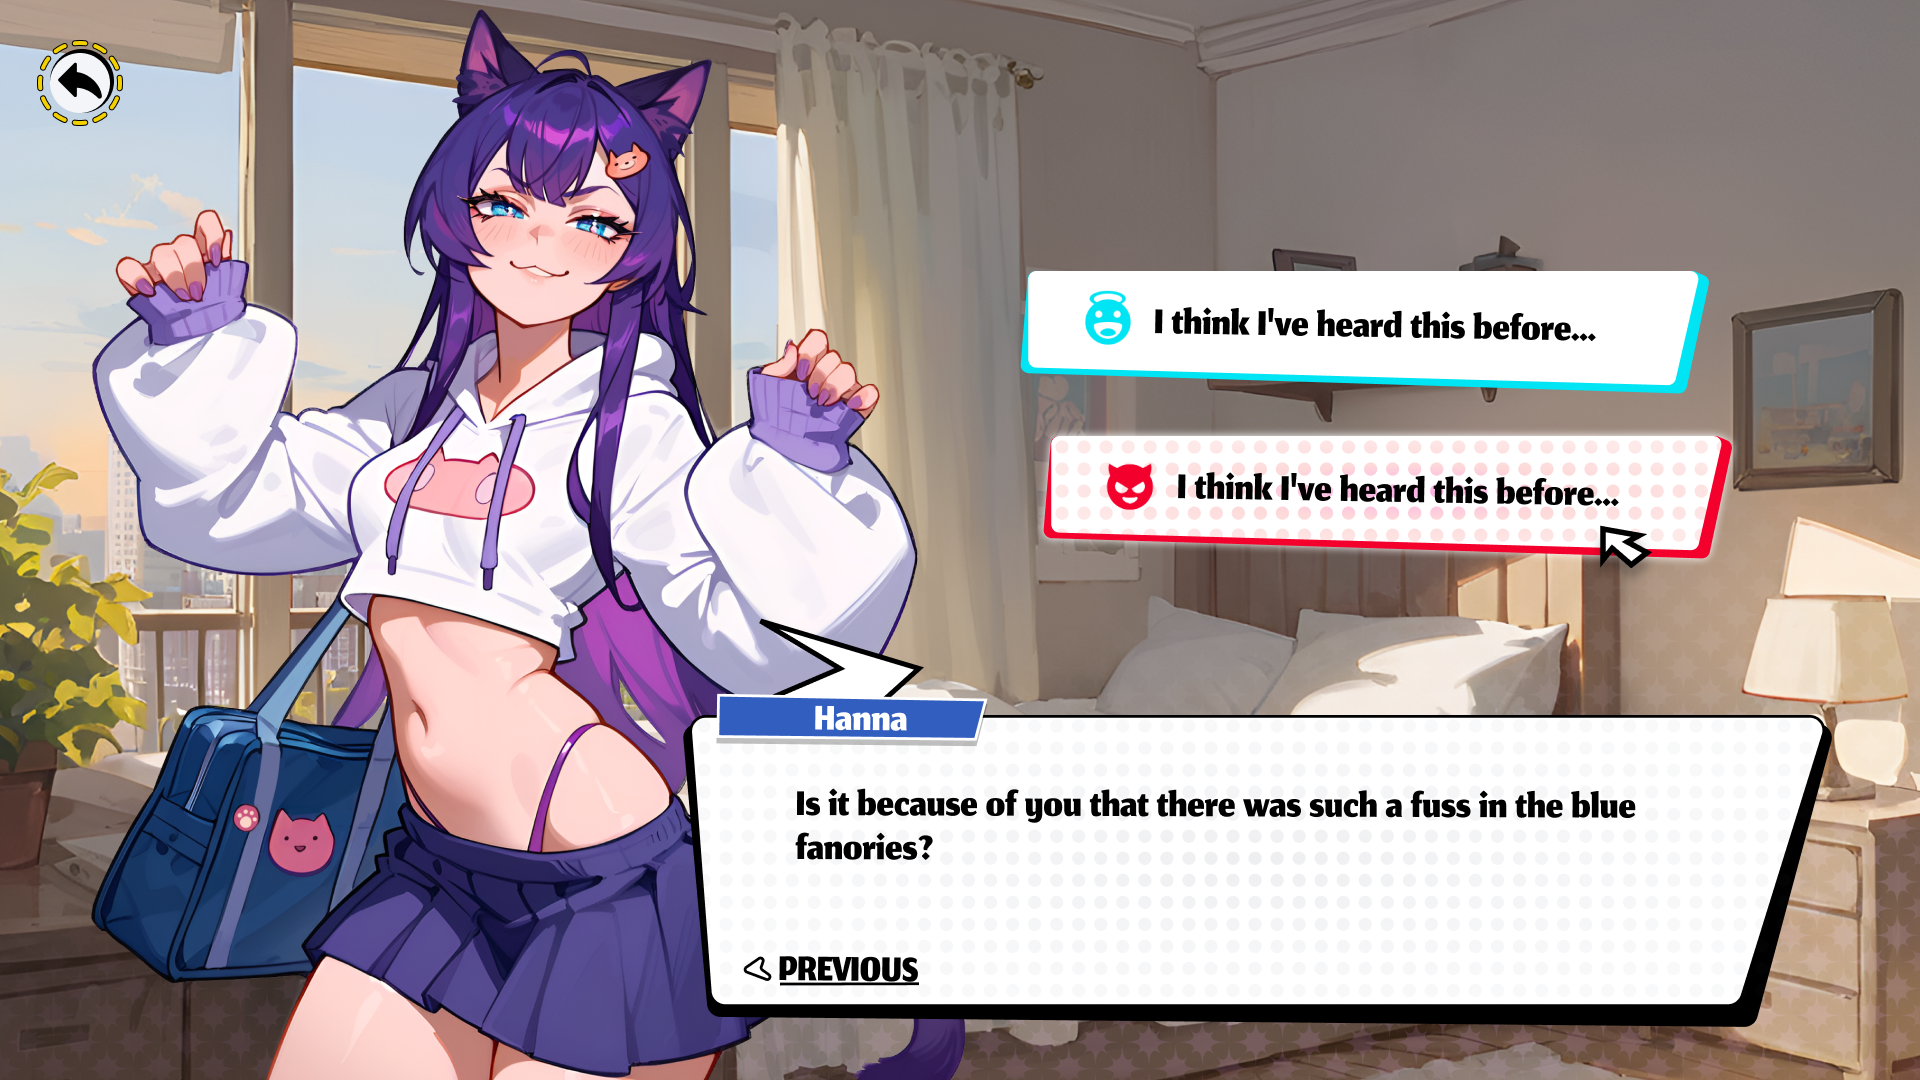 I think I've heard this before...
I think I've heard this before...
Hanna
Is it because of you that there was such a fuss in the blue
fanories?
PREVIOUS